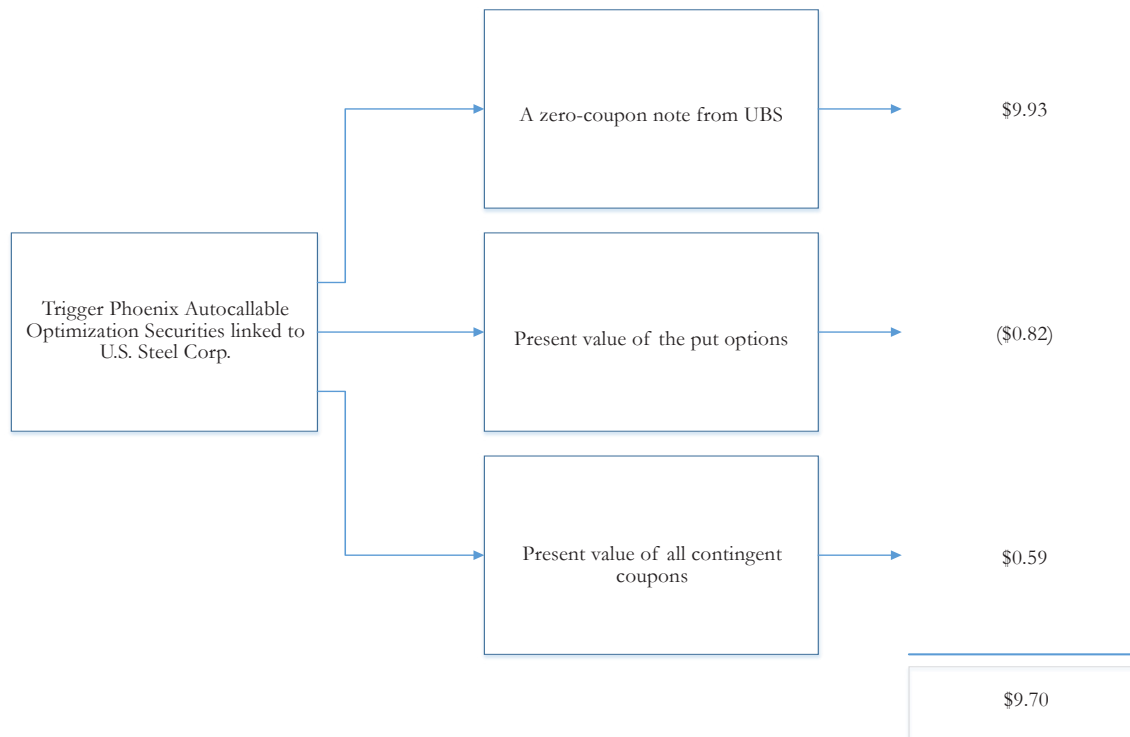 A zero-coupon note from UBS
$9.93
Trigger Phoenix Autocallable
Optimization Securities linked to
U.S. Steel Corp.
Present value of the put options
($0.82)
Present value of all contingent
coupons
$0.59
$9.70